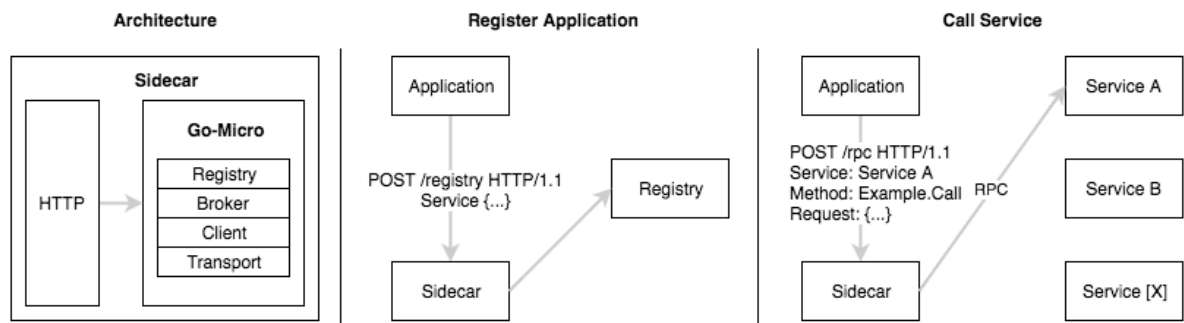 Architecture
Sidecar
HTTP
Go-Micro
Registry
Broker
Client
Transport
Register Application
Application
POST /registry HTTP/1.1
Service {...}
Registry
Sidecar
Call Service
Application
POST /rpc HTTP/1.1
Service: Service A
Method: Example.Call
Request: {...}
RPC
Sidecar
Service A
Service B
Service [X]